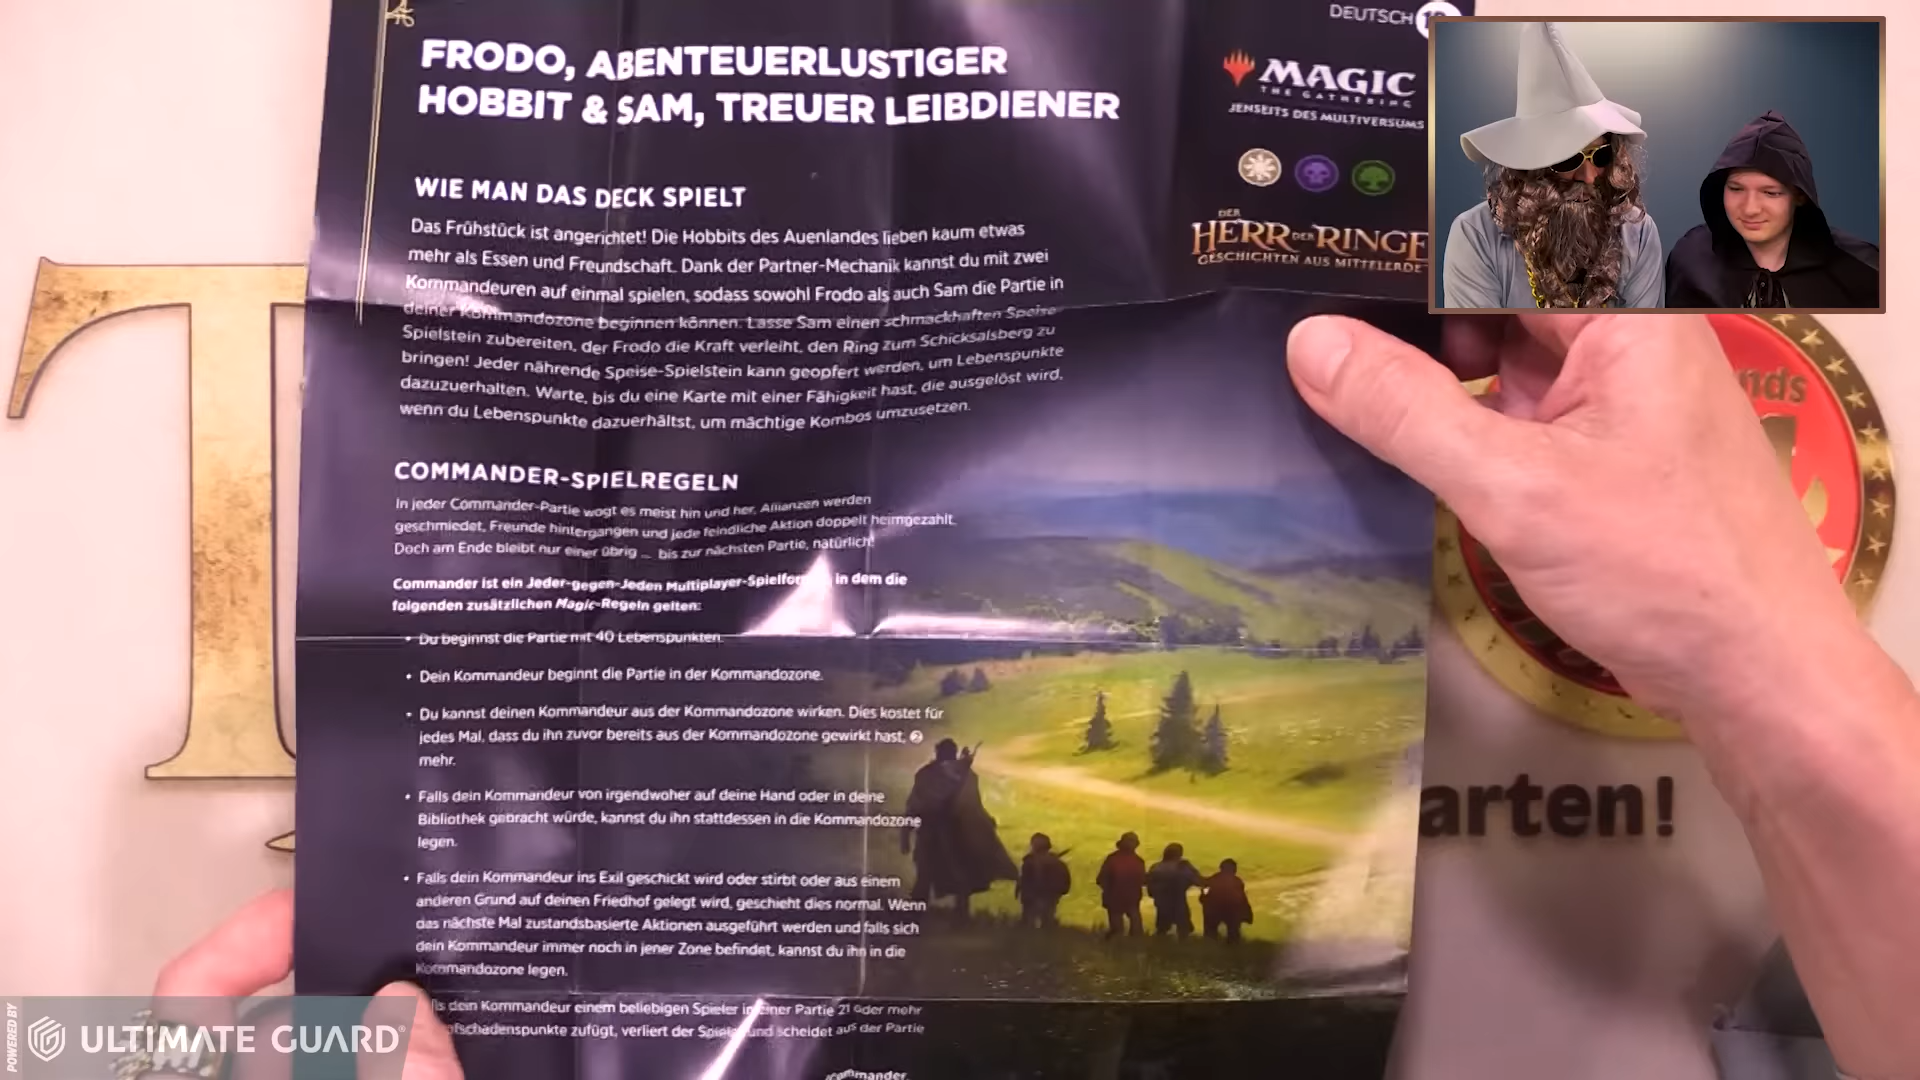 DEUTSCH
FRODO, ABENTEUERLUSTIGER
HOBBIT & SAM, TREUER LEIBDIENER
MAGIC
THE GATHERING
JENSEITS DES MULTIVERSUMS
DER
HERR DER RINGE
GESCHICHTEN AUS MITTELERDE
WIE MAN DAS DECK SPIELT
Das Frühstück ist angerichtet! Die Hobbits des Auenlandes lieben kaum etwas
mehr als Essen und Freundschaft. Dank der Partner-Mechanik kannst du mit zwei
Kommandeuren auf einmal spielen, sodass sowohl Frodo als auch Sam die Partie in
deiner Kommandozone beginnen können. Lasse Sam einen schmackhaften Speise-
Spielstein zubereiten, der Frodo die Kraft verleiht, den Ring zum Schicksalsberg zu
bringen! Jeder nährende Speise-Spielstein kann geopfert werden, um Lebenspunkte
dazuzuerhalten. Warte, bis du eine Karte mit einer Fähigkeit hast, die ausgelöst wird,
wenn du Lebenspunkte dazuerhältst, um mächtige Kombos umzusetzen.
COMMANDER-SPIELREGELN
In jeder Commander-Partie wogt es meist hin und her, Allianzen werden
geschmiedet, Freunde hintergangen und jede feindliche Aktion doppelt heimgezahlt.
Doch am Ende bleibt nur einer übrig ... bis zur nächsten Partie, natürlich!
Commander ist ein Jeder-gegen-Jeden Multiplayer-Spielfor in dem die
folgenden zusätzlichen Magic-Regeln gelten:
• Du beginnst die Partie mit 40 Lebenspunkten.
• Dein Kommandeur beginnt die Partie in der Kommandozone.
• Du kannst deinen Kommandeur aus der Kommandozone wirken. Dies kostet für
jedes Mal, dass du ihn zuvor bereits aus der Kommandozone gewirkt hast, 2
mehr.
• Falls dein Kommandeur von irgendwoher auf deine Hand oder in deine
Bibliothek gebracht würde, kannst du ihn stattdessen in die Kommandozone
legen.
• Falls dein Kommandeur ins Exil geschickt wird oder stirbt oder aus einem
anderen Grund auf deinen Friedhof gelegt wird, geschieht dies normal. Wenn
das nächste Mal zustandsbasierte Aktionen ausgeführt werden und falls sich
dein Kommandeur immer noch in jener Zone befindet, kannst du ihn in die
Kommandozone legen.
ls dein Kommandeur einem beliebigen Spieler in einer Partie 21 oder mehr
pfschadenspunkte zufügt, verliert der Spieler und scheidet aus der Partie
Commander,
nds
arten!
POWERED BY
ULTIMATE GUARD